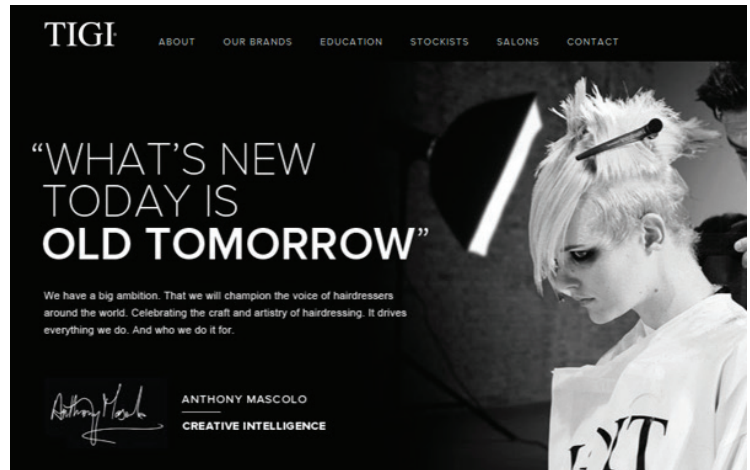 TIGI
ABOUT OUR BRANDS EDUCATION STOCKISTS SALONS CONTACT
“WHAT’S NEW
TODAY IS
OLD TOMORROW”
We have a big ambition. That we will champion the voice of hairdressers
around the world. Celebrating the craft and artistry of hairdressing. It drives
everything we do. And who we do it for.
Anthony Mascolo
ANTHONY MASCOLO
CREATIVE INTELLIGENCE